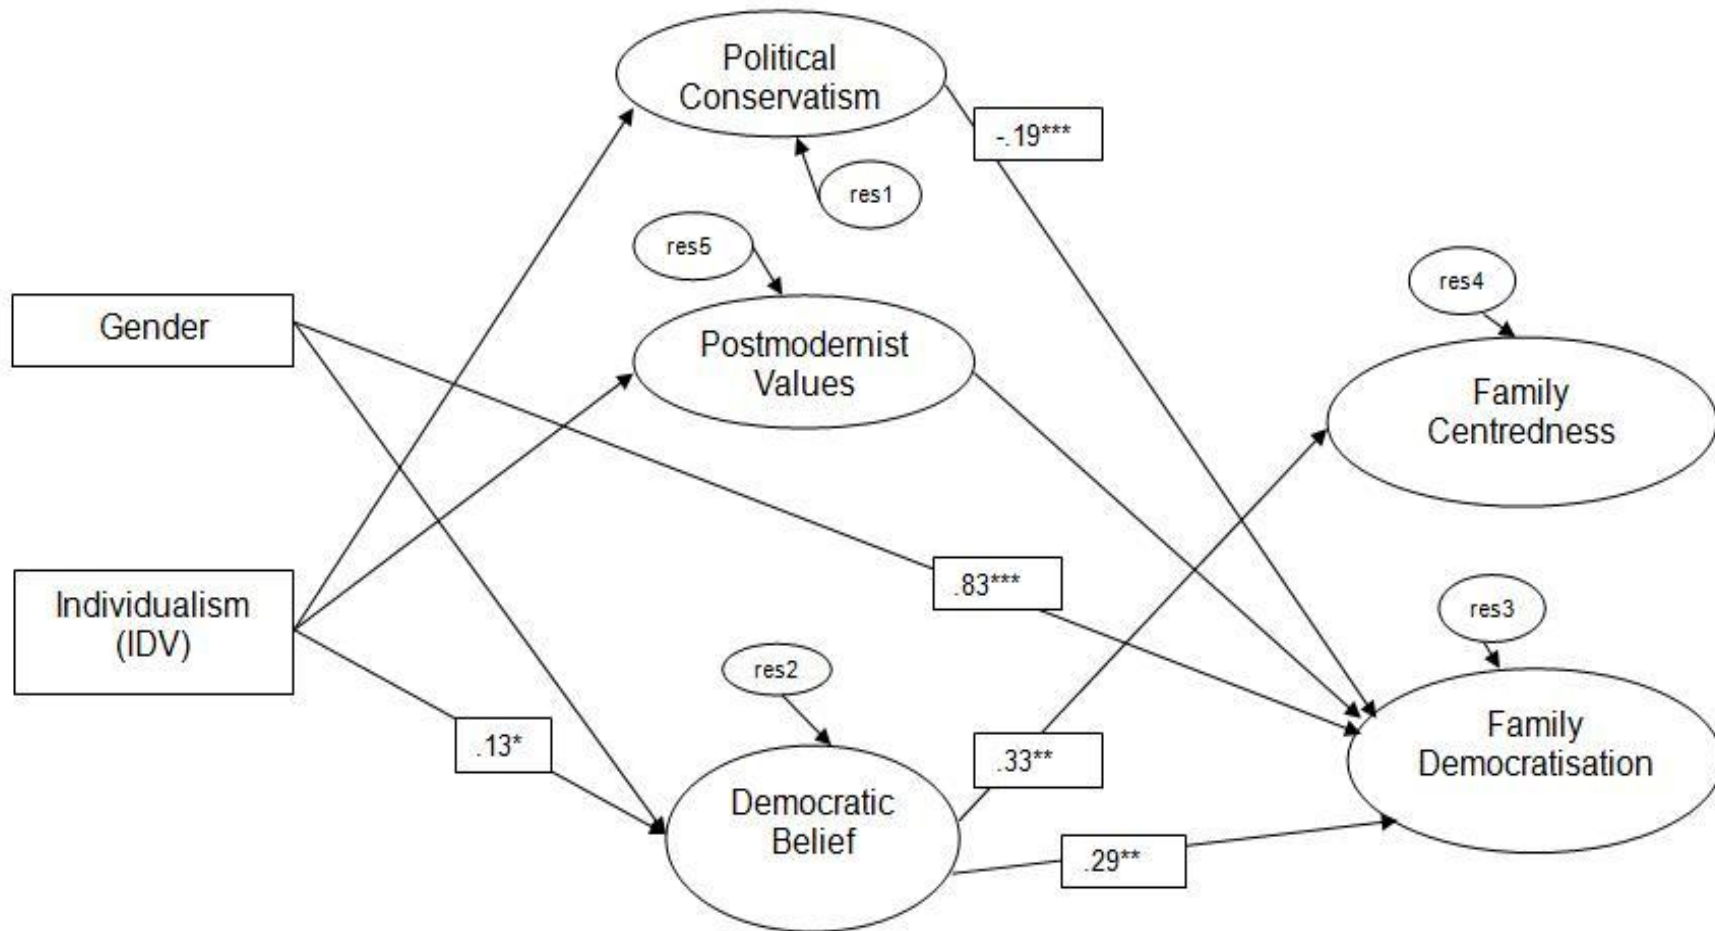 Political
Conservatism
-.19***
res1
res5
res4
Gender
Postmodernist
Values
Family
Centredness
.83***
Individualism
(IDV)
res3
res2
.13*
.33**
Family
Democratisation
Democratic
Belief
.29**